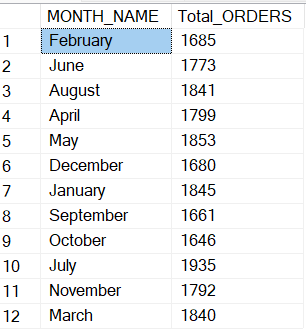 MONTH_NAME Total_ORDERS
1 February 1685
2 June 1773
3 August 1841
4 April 1799
5 May 1853
6 December 1680
7 January 1845
8 September 1661
9 October 1646
10 July 1935
11 November 1792
12 March 1840